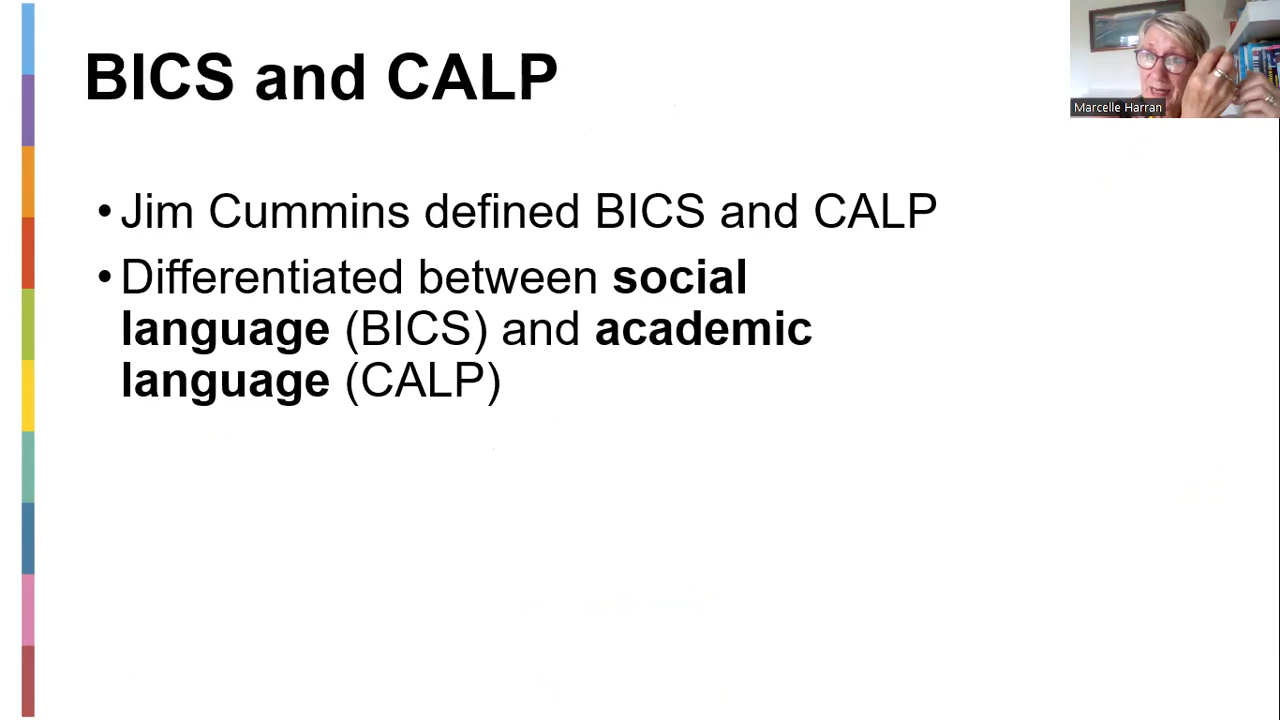 BICS and CALP
Marcelle Harran
•Jim Cummins defined BICS and CALP
•Differentiated between social
language (BICS) and academic
language (CALP)